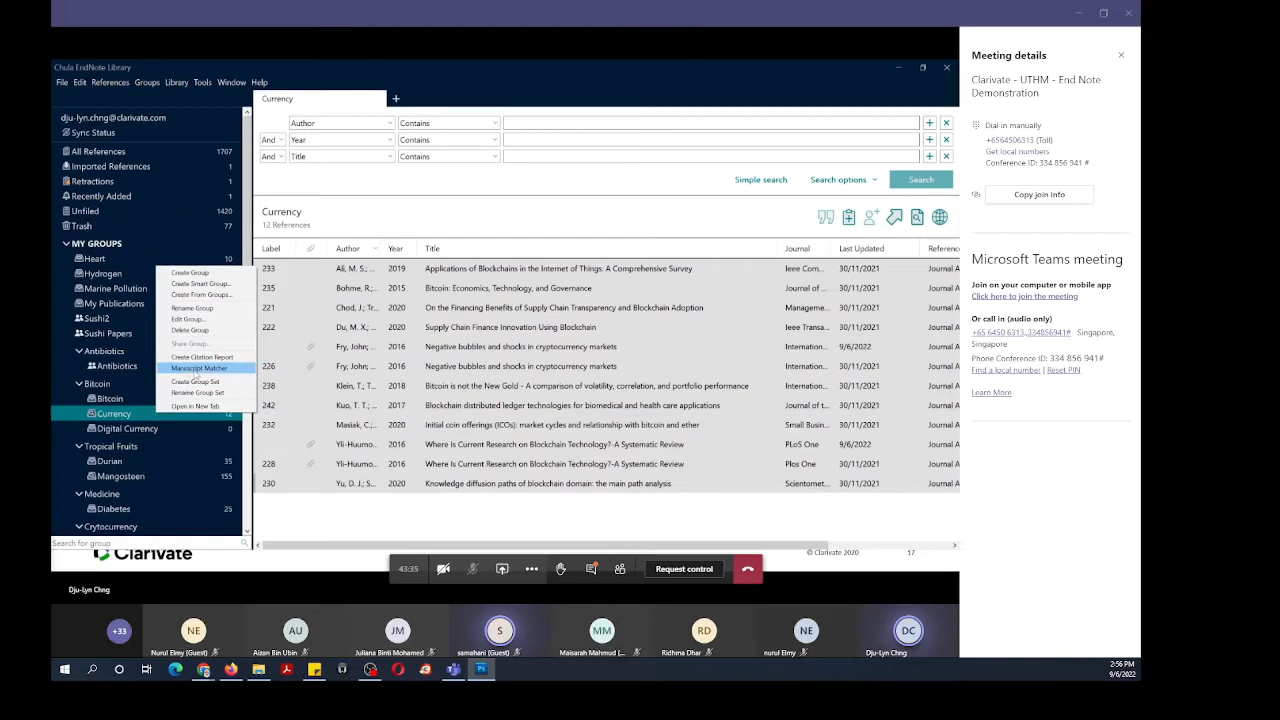 Chula EndNote Library
File Edit References Groups Library Tools Window Help
dju-lyn.chng@clarivate.com
Sync Status
All References 1707
Imported References 1
Retractions 1
Recently Added 1
Unfiled 1420
Trash 77
MY GROUPS
Heart 10
Hydrogen
Marine Pollution
My Publications
Sushi2
Sushi Papers
Antibiotics
Antibiotics
Bitcoin
Bitcoin
Currency 12
Digital Currency 0
Tropical Fruits
Durian 35
Mangosteen 155
Medicine
Diabetes 25
Crytocurrency
Search for group
Create Group
Create Smart Group...
Create From Groups...
Rename Group
Edit Group...
Delete Group
Share Group...
Create Citation Report
Manuscript Matcher
Create Group Set
Rename Group Set
Open in New Tab
Currency
Author Contains
And Year Contains
And Title Contains
Simple search Search options Search
Currency
12 References
Label Author Year Title Journal Last Updated Reference
233 Ali, M. S.; ... 2019 Applications of Blockchains in the Internet of Things: A Comprehensive Survey Ieee Com... 30/11/2021 Journal A
235 Bohme, R.;... 2015 Bitcoin: Economics, Technology, and Governance Journal of... 30/11/2021 Journal A
221 Chod, J.; Tr... 2020 On the Financing Benefits of Supply Chain Transparency and Blockchain Adoption Manageme... 30/11/2021 Journal A
222 Du, M. X.; ... 2020 Supply Chain Finance Innovation Using Blockchain Ieee Transa... 30/11/2021 Journal A
Fry, John; ... 2016 Negative bubbles and shocks in cryptocurrency markets Internation... 9/6/2022 Journal A
226 Fry, John; ... 2016 Negative bubbles and shocks in cryptocurrency markets Internation... 30/11/2021 Journal A
238 Klein, T.; T... 2018 Bitcoin is not the New Gold - A comparison of volatility, correlation, and portfolio performance Internation... 30/11/2021 Journal A
242 Kuo, T. T.; ... 2017 Blockchain distributed ledger technologies for biomedical and health care applications Journal of t... 30/11/2021 Journal A
232 Masiak, C.;... 2020 Initial coin offerings (ICOs): market cycles and relationship with bitcoin and ether Small Busin... 30/11/2021 Journal A
Yli-Huumo... 2016 Where Is Current Research on Blockchain Technology?-A Systematic Review PLoS One 9/6/2022 Journal A
228 Yli-Huumo... 2016 Where Is Current Research on Blockchain Technology?-A Systematic Review Plos One 30/11/2021 Journal A
230 Yu, D. J.; S... 2020 Knowledge diffusion paths of blockchain domain: the main path analysis Scientomet... 30/11/2021 Journal A
Clarivate © Clarivate 2020 17
43:35 Request control
Dju-Lyn Chng
+33 NE AU JM S MM RD NE DC
Nurul Elmy (Guest) Aizan Bin Ubin Juliana Binti Mohamed samahani (Guest) Maisarah Mahmud (... Ridhma Dhar nurul Elmy Dju-Lyn Chng
Meeting details
Clarivate - UTHM - End Note
Demonstration
Dial in manually
+6564506313 (Toll)
Get local numbers
Conference ID: 334 856 941 #
Copy join info
Microsoft Teams meeting
Join on your computer or mobile app
Click here to join the meeting
Or call in (audio only)
+65 6450 6313,,334856941# Singapore,
Singapore
Phone Conference ID: 334 856 941#
Find a local number | Reset PIN
Learn More
2:56 PM
9/6/2022